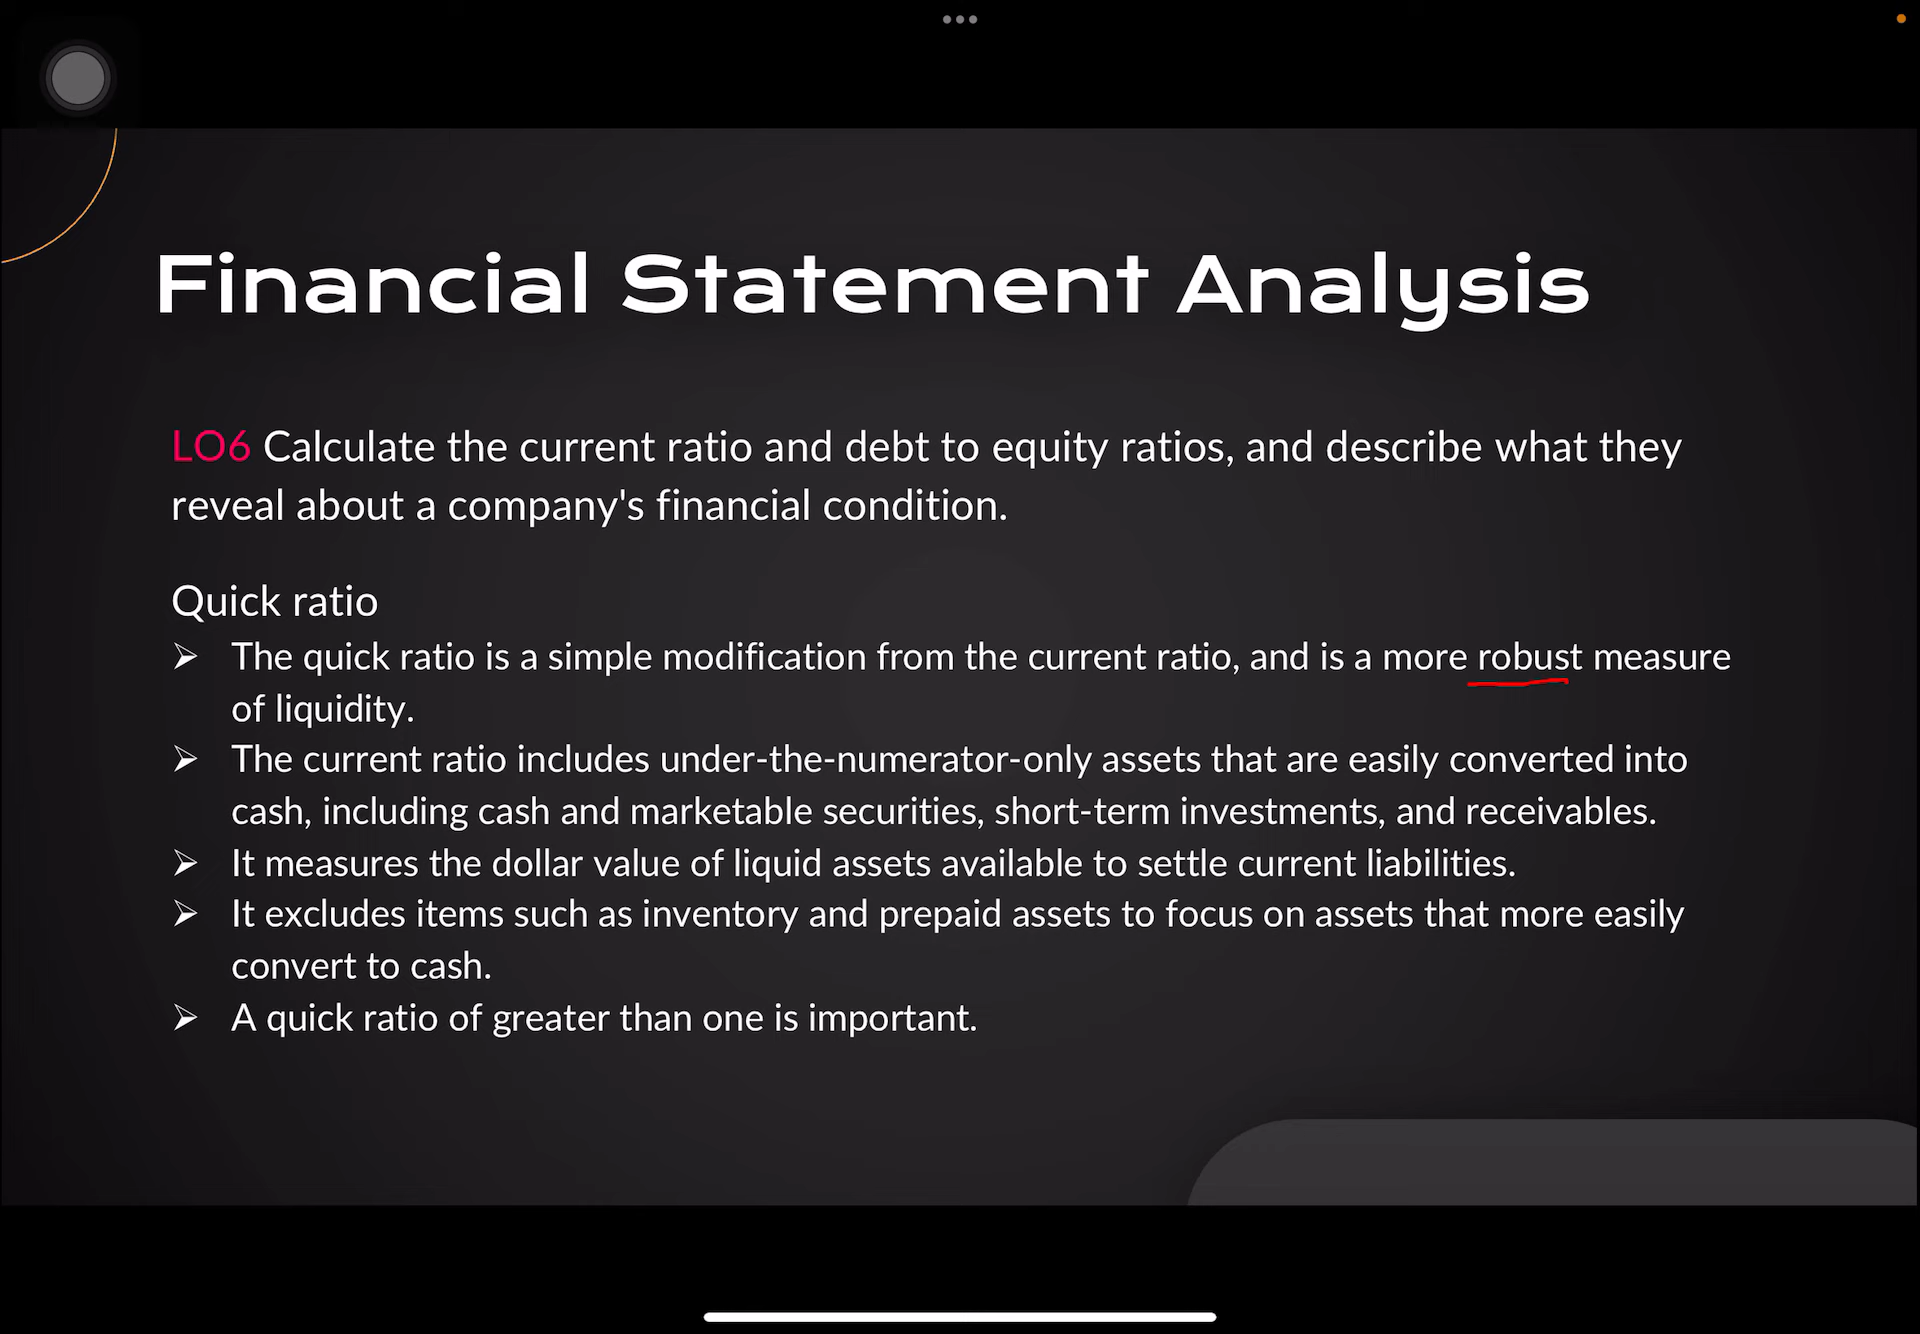 Financial Statement Analysis
LO6 Calculate the current ratio and debt to equity ratios, and describe what they
reveal about a company's financial condition.
Quick ratio
➢ The quick ratio is a simple modification from the current ratio, and is a more robust measure
of liquidity.
➢ The current ratio includes under-the-numerator-only assets that are easily converted into
cash, including cash and marketable securities, short-term investments, and receivables.
➢ It measures the dollar value of liquid assets available to settle current liabilities.
➢ It excludes items such as inventory and prepaid assets to focus on assets that more easily
convert to cash.
➢ A quick ratio of greater than one is important.